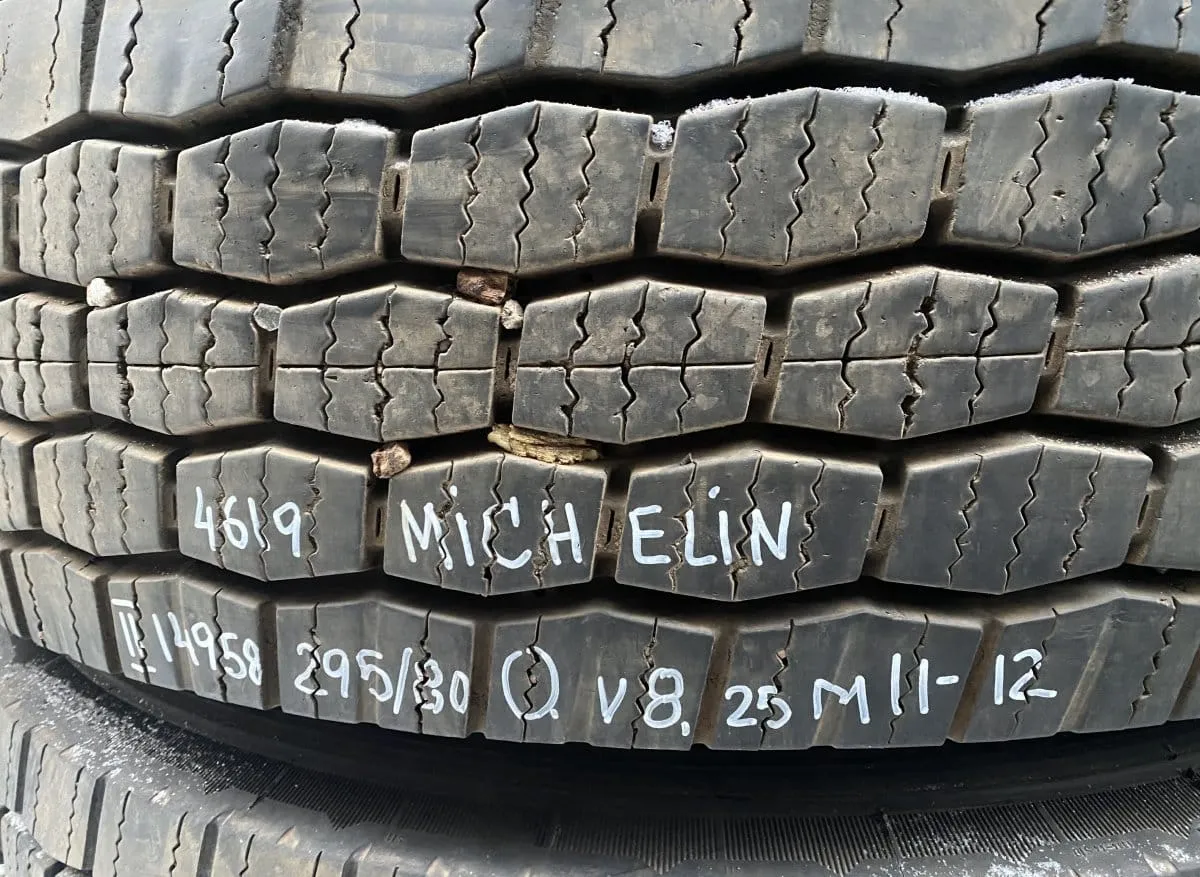 4619 MiCHELiN
II 14958 295/80 () V8,25 M 11-12